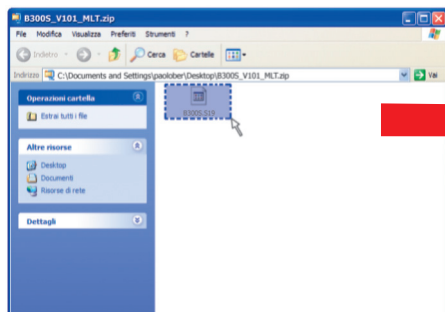 B300S_V101_MLT.zip
File Modifica Visualizza Preferiti Strumenti ?
Indietro Cerca Cartelle
Indirizzo C:\Documents and Settings\paolober\Desktop\B300S_V101_MLT.zip Vai
Operazioni cartella
Estrai tutti i file
B300S.S19
Altre risorse
Desktop
Documenti
Risorse di rete
Dettagli